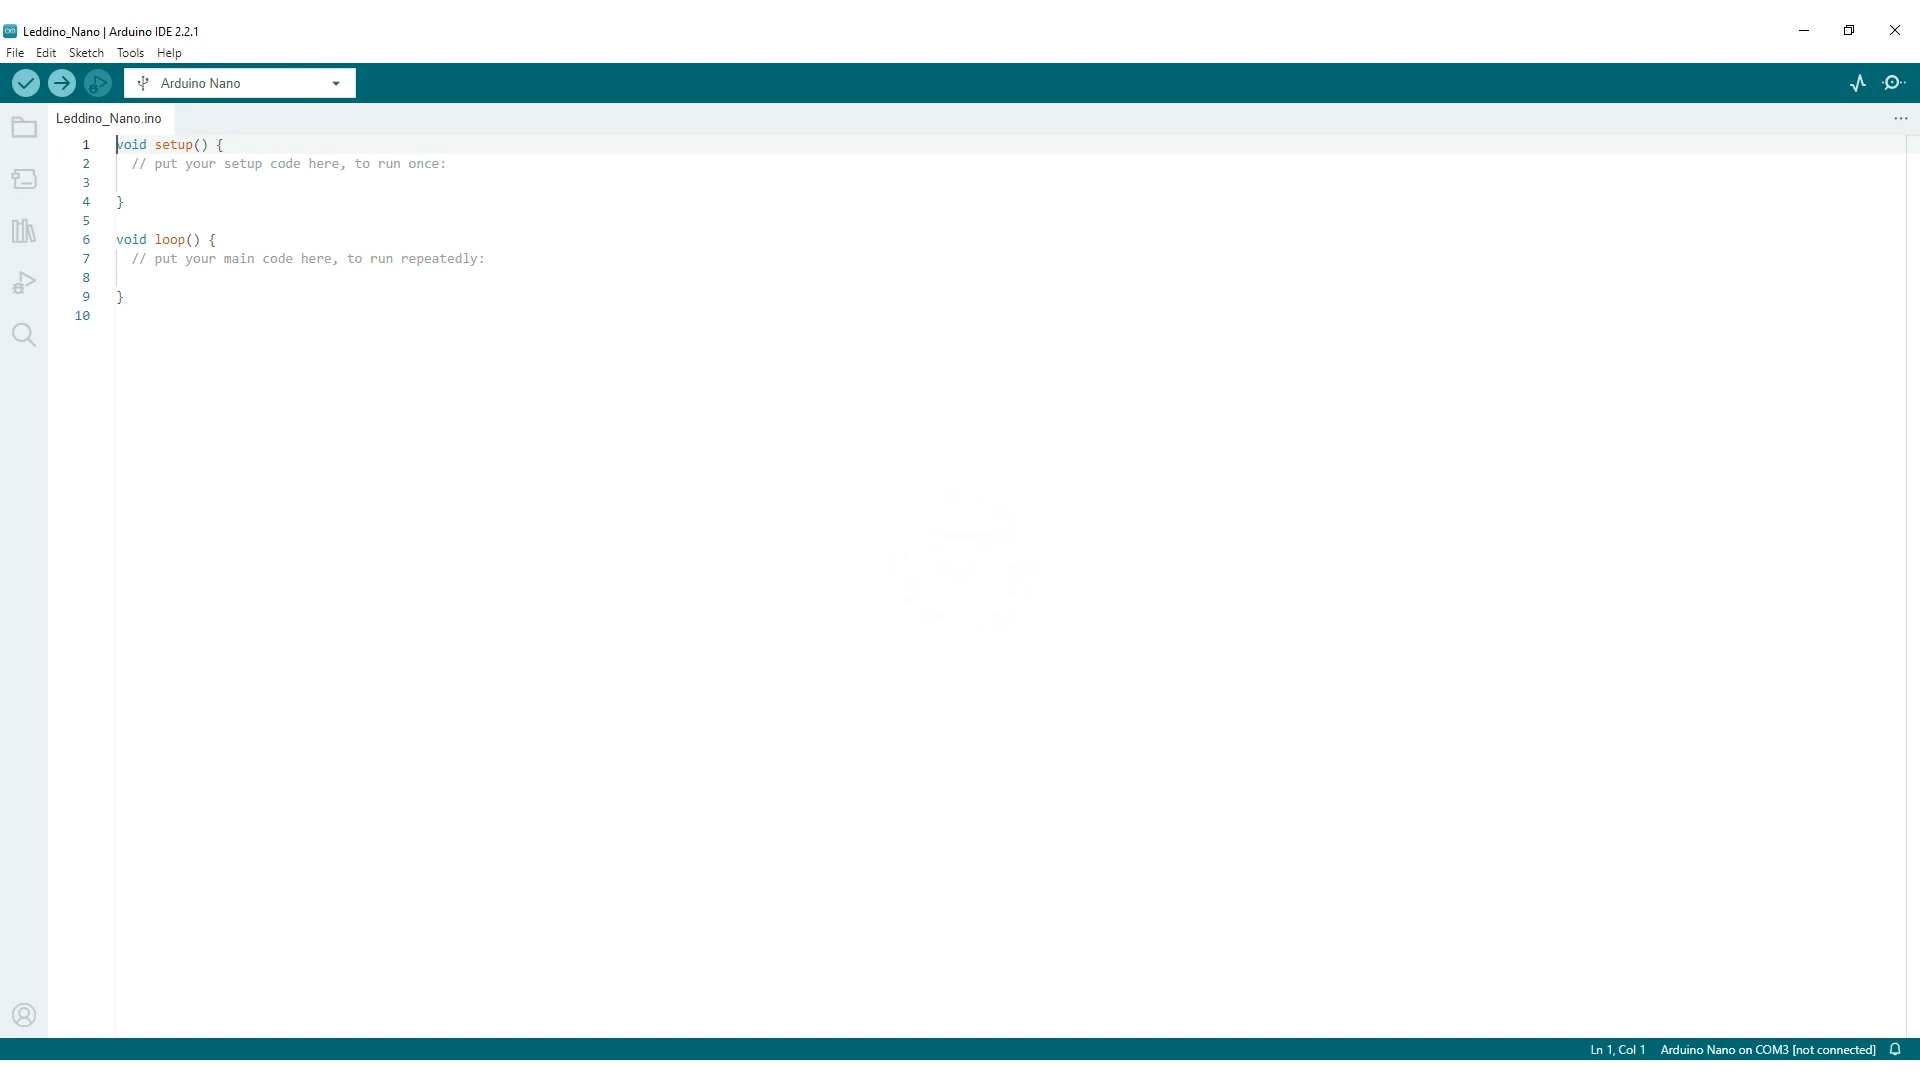 Leddino_Nano | Arduino IDE 2.2.1
File Edit Sketch Tools Help
Arduino Nano
Leddino_Nano.ino
1 void setup() {
2 // put your setup code here, to run once:
3
4 }
5
6 void loop() {
7 // put your main code here, to run repeatedly:
8
9 }
10
Ln 1, Col 1 Arduino Nano on COM3 [not connected]